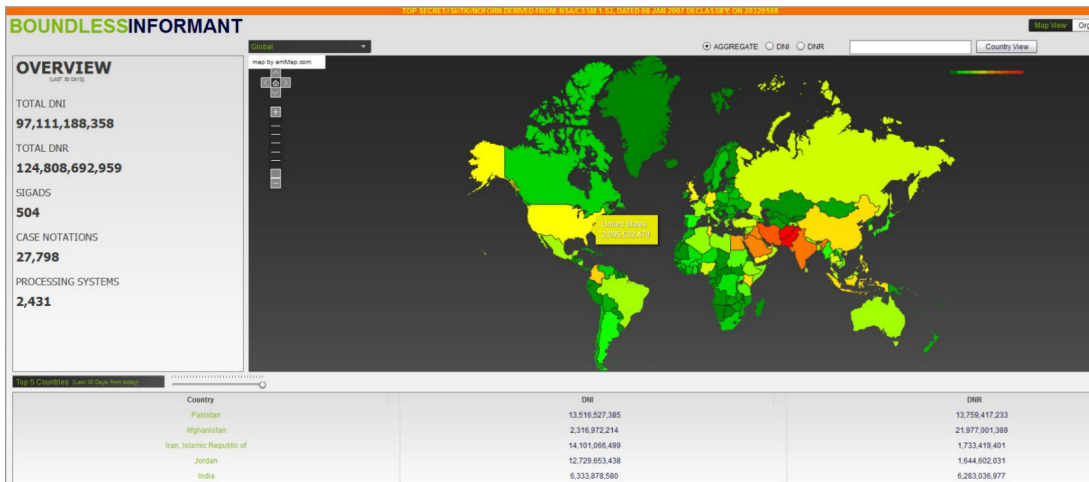 TOP SECRET//SI//TK//NOFORN DERIVED FROM: NSA/CSSM 1-52, DATED 08 JAN 2007 DECLASSIFY: ON 20320108
BOUNDLESSINFORMANT
Map View
Global
AGGREGATE DNI DNR
Country View
map by amMap.com
OVERVIEW
(LAST 30 DAYS)
TOTAL DNI
97,111,188,358
TOTAL DNR
124,808,692,959
SIGADS
504
CASE NOTATIONS
27,798
PROCESSING SYSTEMS
2,431
United states
Top 5 Countries (Last 30 Days from today)
Country DNI DNR
Pakistan 13,516,527,385 13,759,417,233
Afghanistan 2,316,972,214 21,977,001,389
Iran, Islamic Republic of 14,101,066,499 1,733,419,401
Jordan 12,729,653,438 1,644,602,031
India 6,333,878,580 6,283,036,977